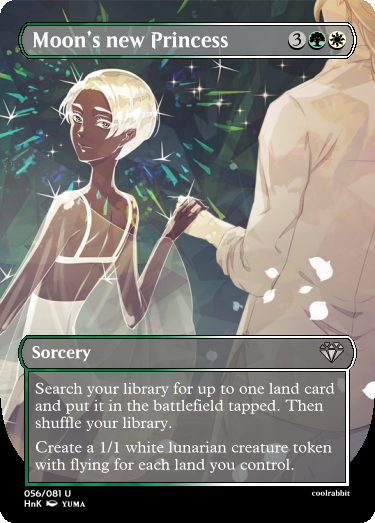 Moon's new Princess 3
Sorcery
Search your library for up to one land card
and put it in the battlefield tapped. Then
shuffle your library.
Create a 1/1 white lunarian creature token
with flying for each land you control.
056/081 U
HnK YUMA
coolrabbit